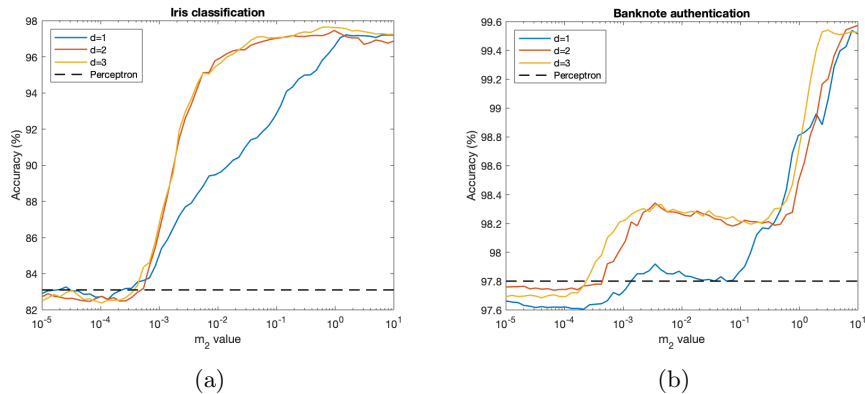 Iris classification
d=1
d=2
d=3
Perceptron
Accuracy (%)
98
96
94
92
90
88
86
84
82
10^-5
10^-4
10^-3
10^-2
10^-1
10^0
10^1
m_2 value
(a)
Banknote authentication
d=1
d=2
d=3
Perceptron
Accuracy (%)
99.6
99.4
99.2
99
98.8
98.6
98.4
98.2
98
97.8
97.6
10^-5
10^-4
10^-3
10^-2
10^-1
10^0
10^1
m_2 value
(b)